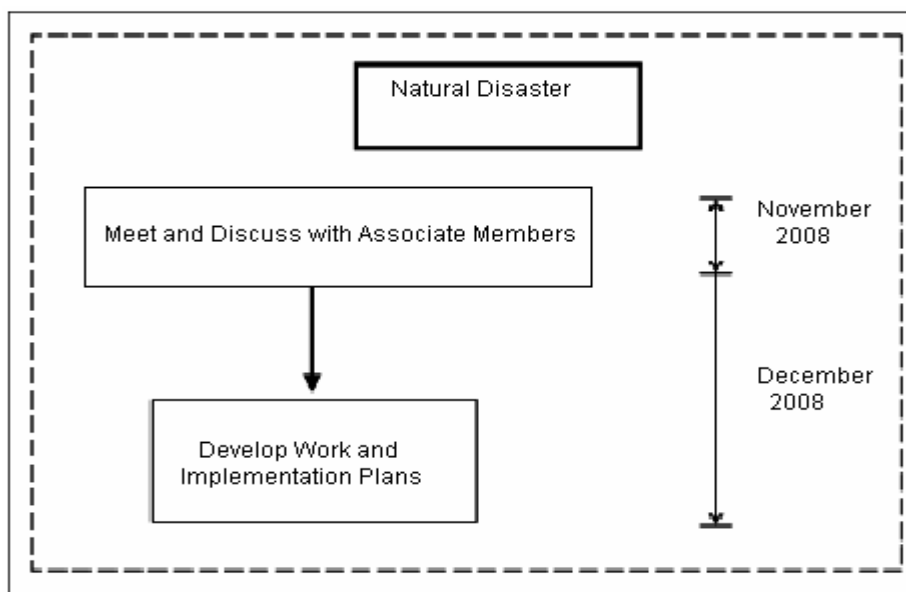 Natural Disaster
Meet and Discuss with Associate Members
November
2008
December
2008
Develop Work and
Implementation Plans